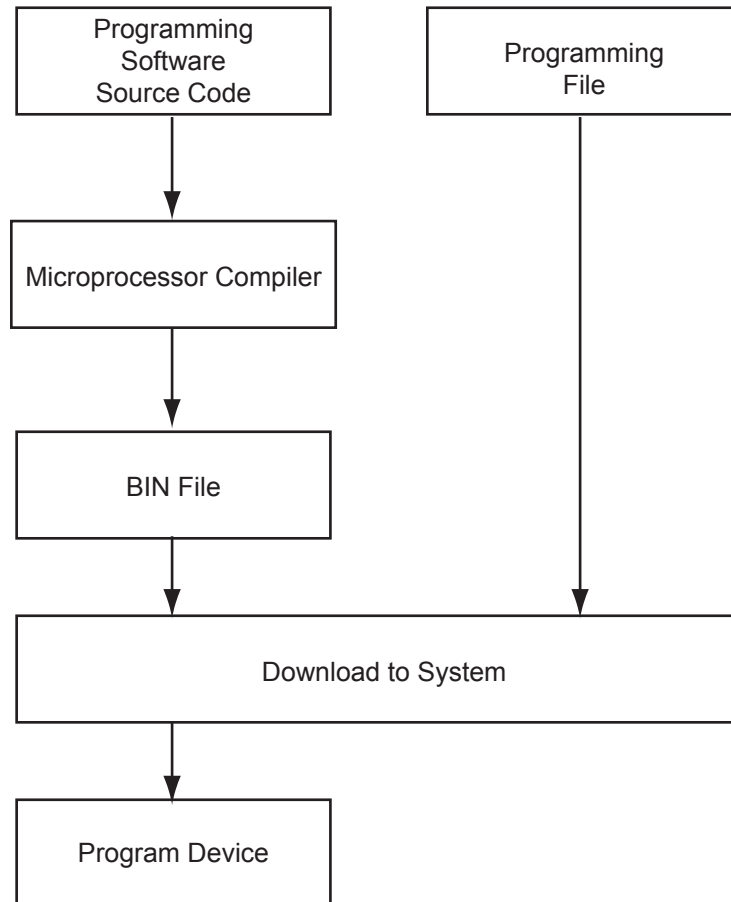 Programming
Software
Source Code
Programming
File
Microprocessor Compiler
BIN File
Download to System
Program Device